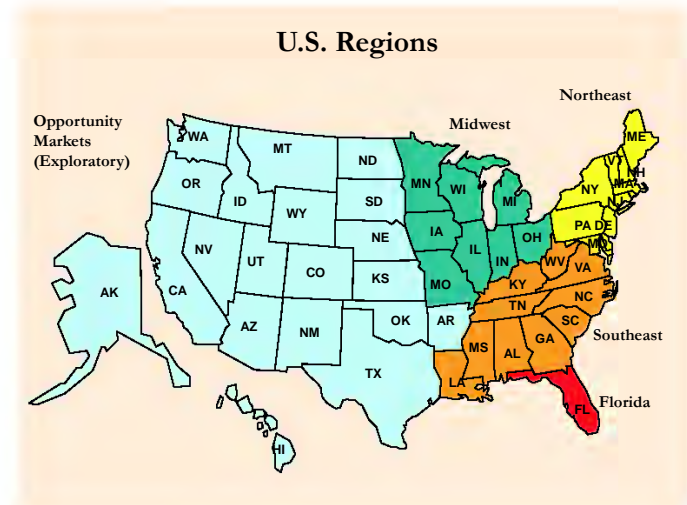 U.S. Regions
Northeast
Opportunity
Markets
(Exploratory)
Midwest
WA
MT
ND
ME
VT
NH
OR
ID
MN
WI
MI
NY
MA
SD
WY
NJ
PA DE
NE
IA
OH
NV
UT
IL
IN
MD
CO
KS
MO
WV
VA
KY
AK
CA
NC
TN
OK
AR
AZ
NM
SC
MS
AL
GA
Southeast
TX
LA
Florida
FL
HI